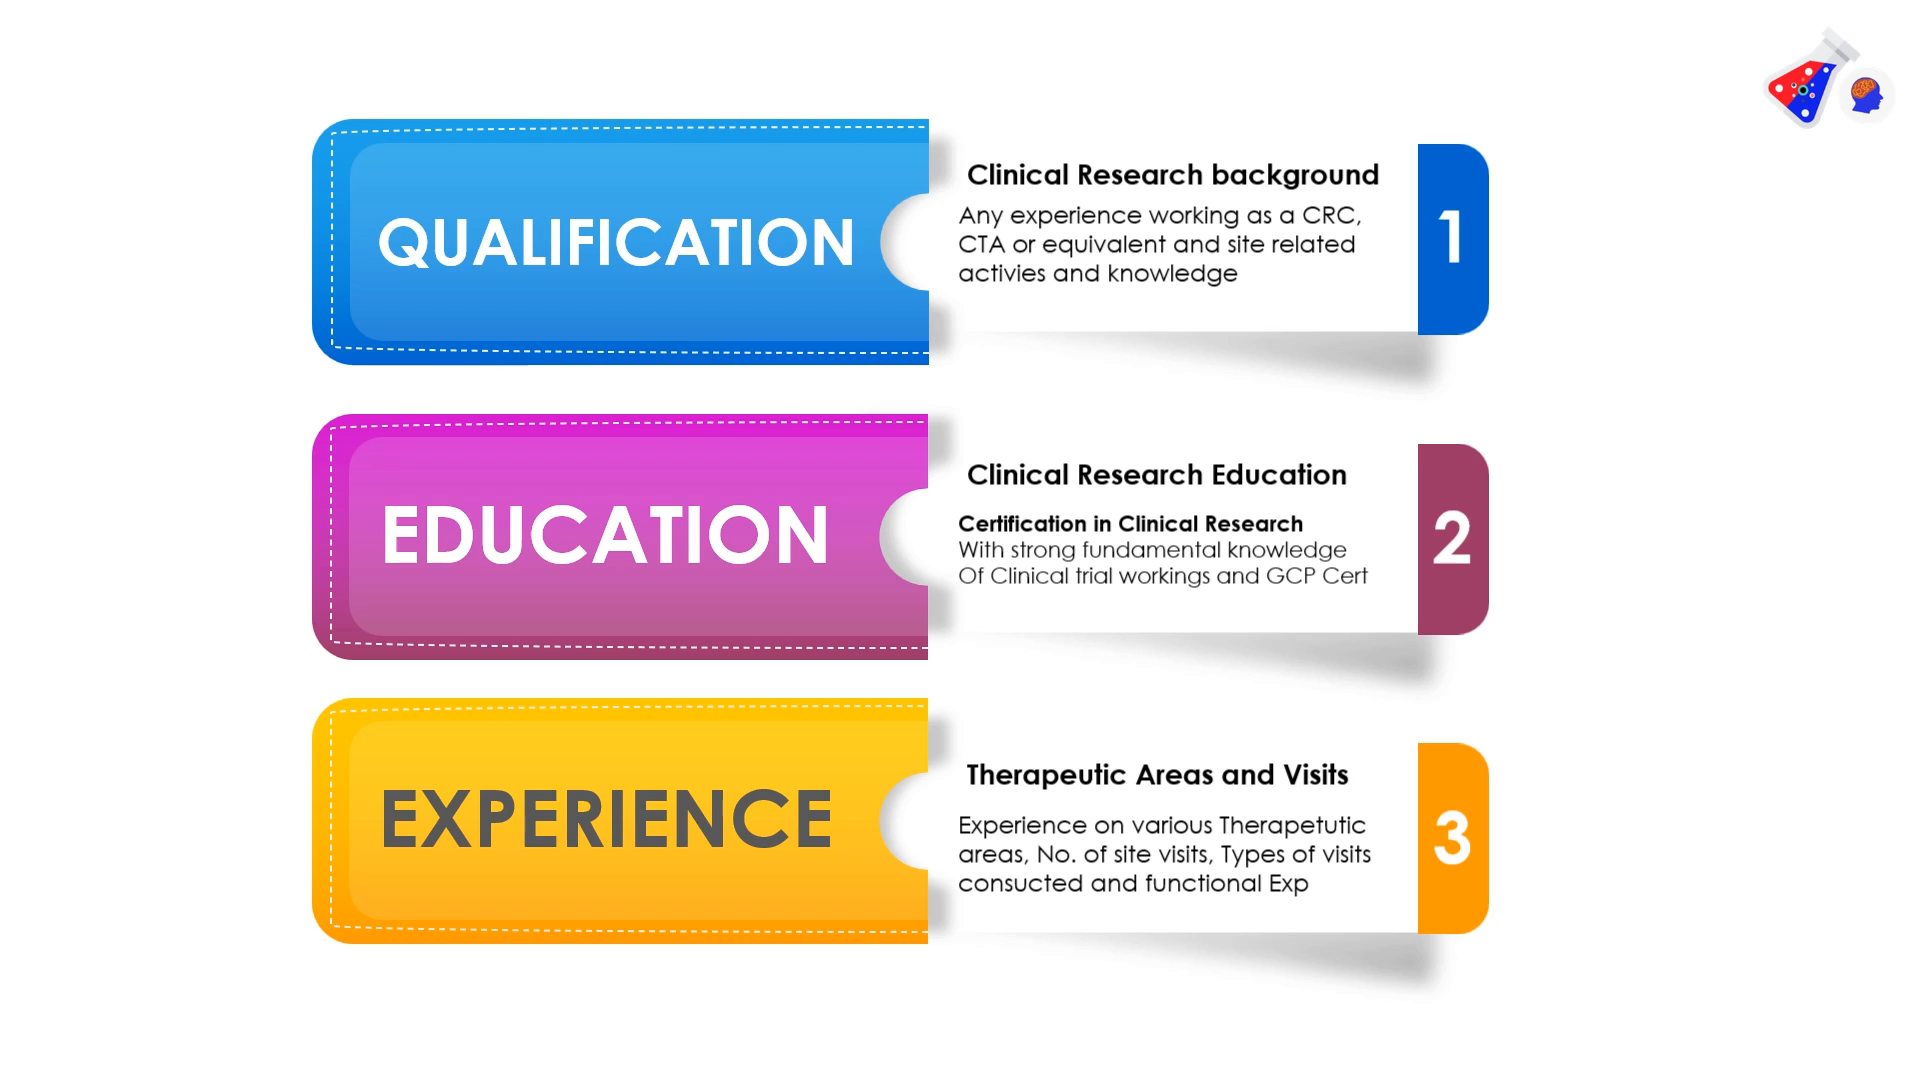 QUALIFICATION
Clinical Research background
Any experience working as a CRC,
CTA or equivalent and site related
activies and knowledge
1
EDUCATION
Clinical Research Education
Certification in Clinical Research
With strong fundamental knowledge
Of Clinical trial workings and GCP Cert
2
EXPERIENCE
Therapeutic Areas and Visits
Experience on various Therapetutic
areas, No. of site visits, Types of visits
consucted and functional Exp
3